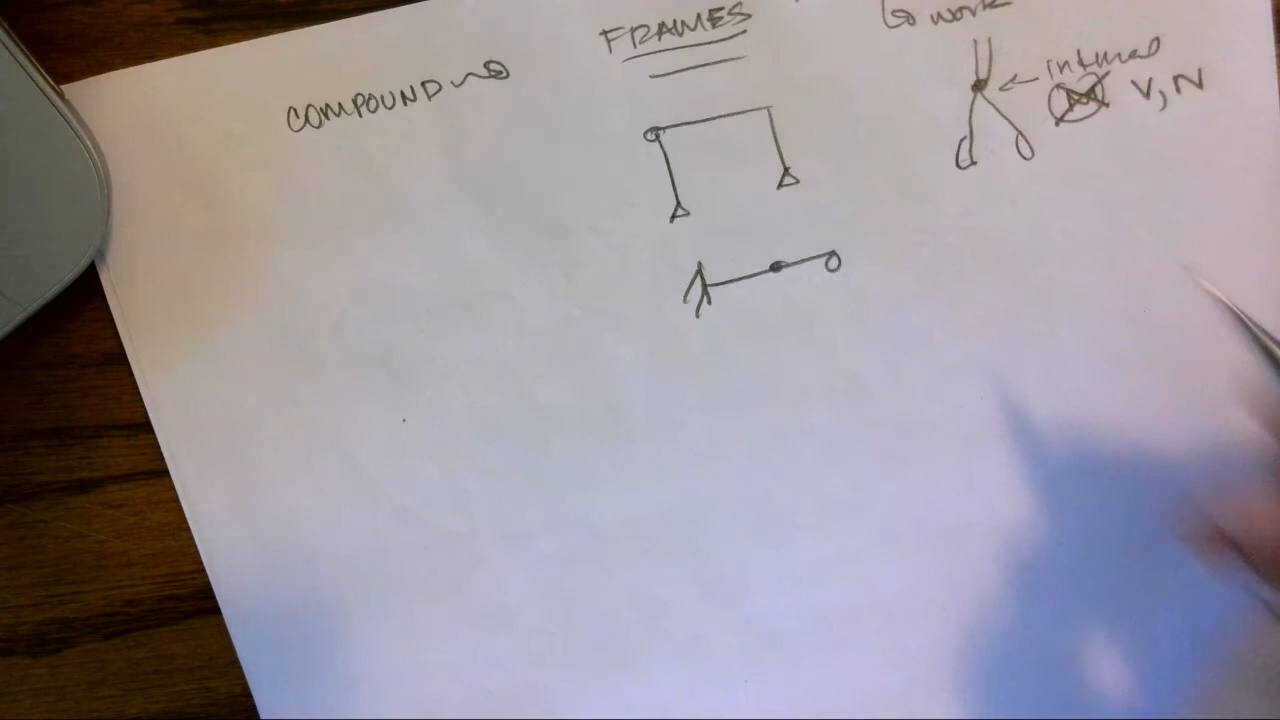 FRAMES
↳ work
COMPOUND
internal
M V, N